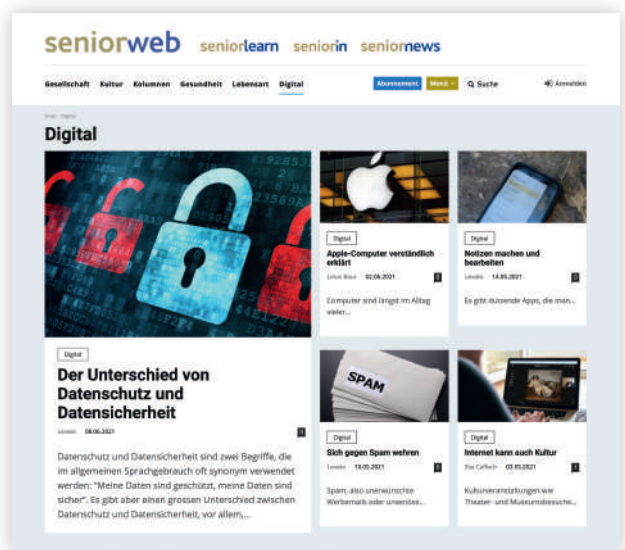 seniorweb seniorlearn seniorin seniornews
Gesellschaft Kultur Kolumnen Gesundheit Lebensart Digital Abonnement Menü Suche Anmelden
Digital
Digital
Der Unterschied von
Datenschutz und
Datensicherheit
08.06.2021
Datenschutz und Datensicherheit sind zwei Begriffe, die
im allgemeinen Sprachgebrauch oft synonym verwendet
werden: "Meine Daten sind geschützt, meine Daten sind
sicher". Es gibt aber einen grossen Unterschied zwischen
Datenschutz und Datensicherheit, vor allem,...
Digital
Apple-Computer verständlich
erklärt
02.06.2021
Computer sind längst im Alltag
vieler...
Digital
Notizen machen und
bearbeiten
14.05.2021
Es gibt dutzende Apps, die man...
SPAM
Digital
Sich gegen Spam wehren
10.05.2021
Spam, also unerwünschte
Werbemails oder unseriöse...
Digital
Internet kann auch Kultur
03.05.2021
Kulturveranstaltungen wie
Theater- und Museumsbesuche...